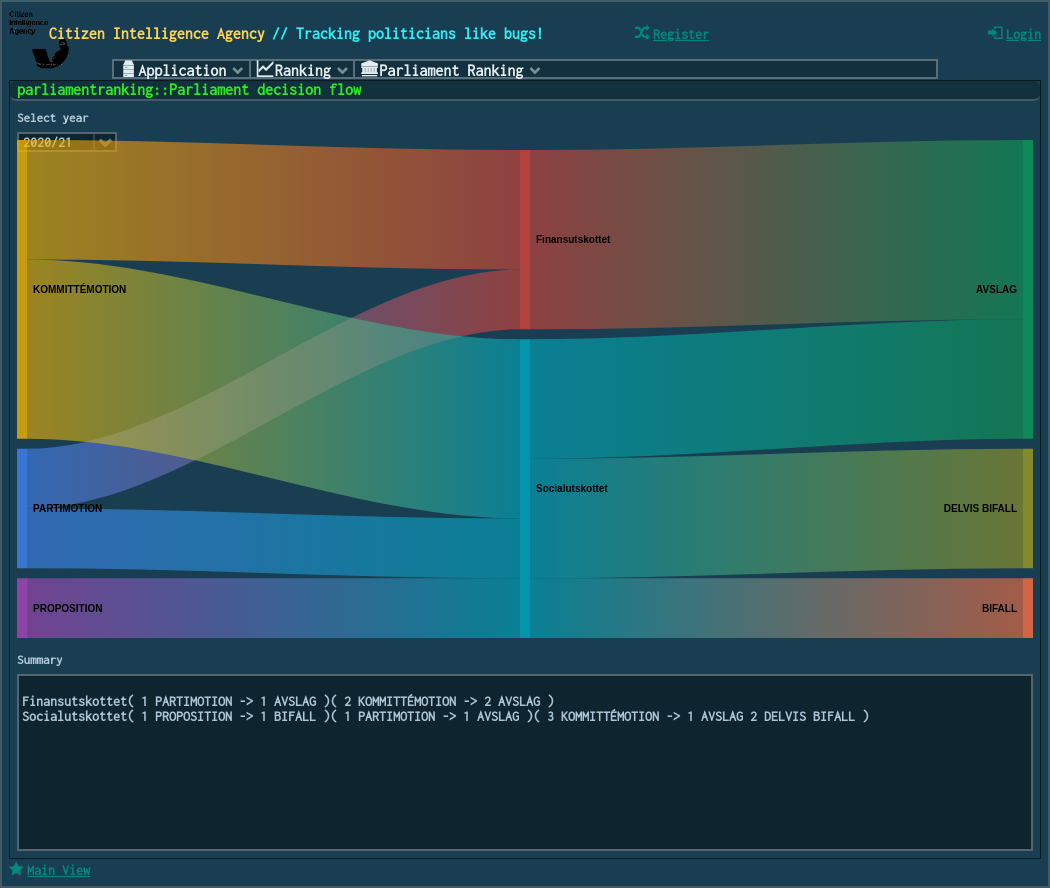 Citizen
Intelligence
Agency
Citizen Intelligence Agency // Tracking politicians like bugs!
Register
Login
Application
Ranking
Parliament Ranking
parliamentranking::Parliament decision flow
Select year
2020/21
Finansutskottet
KOMMITTÉMOTION
AVSLAG
Socialutskottet
PARTIMOTION
DELVIS BIFALL
PROPOSITION
BIFALL
Summary
Finansutskottet( 1 PARTIMOTION -> 1 AVSLAG )( 2 KOMMITTÉMOTION -> 2 AVSLAG )
Socialutskottet( 1 PROPOSITION -> 1 BIFALL )( 1 PARTIMOTION -> 1 AVSLAG )( 3 KOMMITTÉMOTION -> 1 AVSLAG 2 DELVIS BIFALL )
Main View